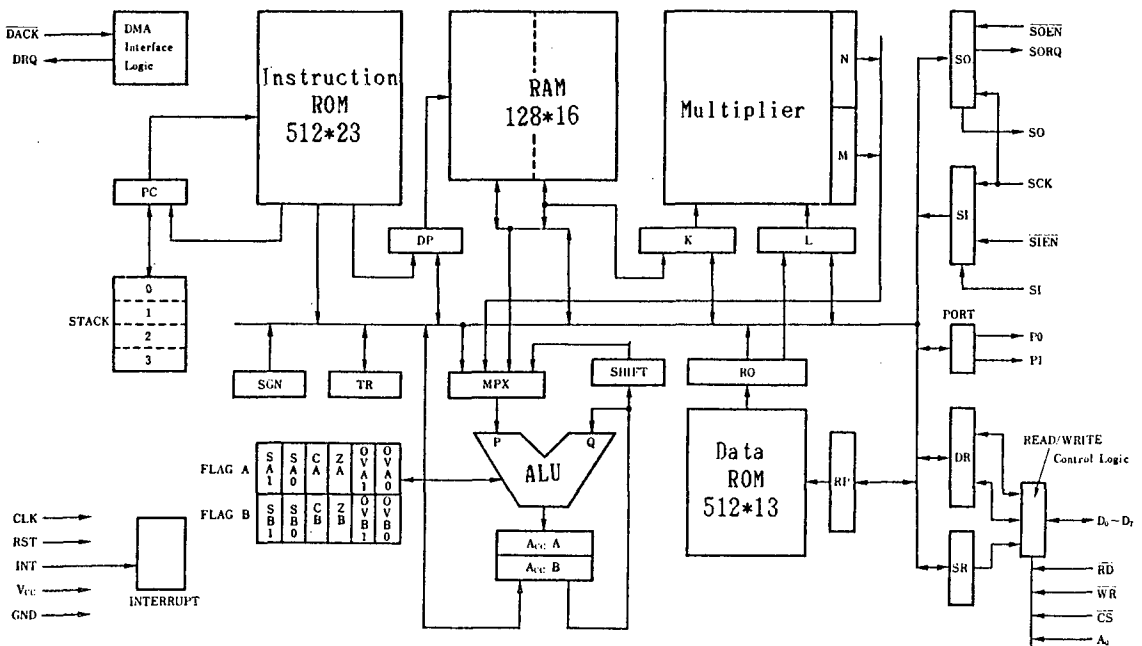 DACK
DRQ
DMA
Interface
Logic
Instruction
ROM
512*23
RAM
128*16
Multiplier
N
M
SO
SOEN
SORQ
SO
SCK
SI
SIEN
SI
PC
DP
K
L
STACK
0
1
2
3
PORT
P0
P1
SGN
TR
MPX
SHIFT
RO
P
Q
ALU
Data
ROM
512*13
RP
DR
READ/WRITE
Control Logic
FLAG A
SA1
SA0
CA
ZA
OVA1
OVA0
FLAG B
SB1
SB0
CB
ZB
OVB1
OVB0
Acc A
Acc B
SR
D₀~D₇
RD
WR
CS
A₀
CLK
RST
INT
Vcc
GND
INTERRUPT